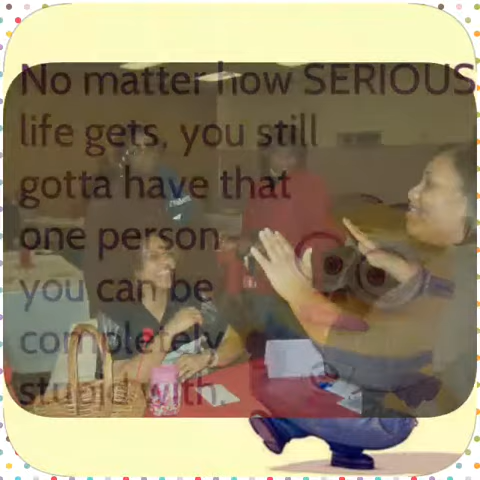 No matter how SERIOUS
life gets, you still
gotta have that
one person
you can be
completely
stupid with.